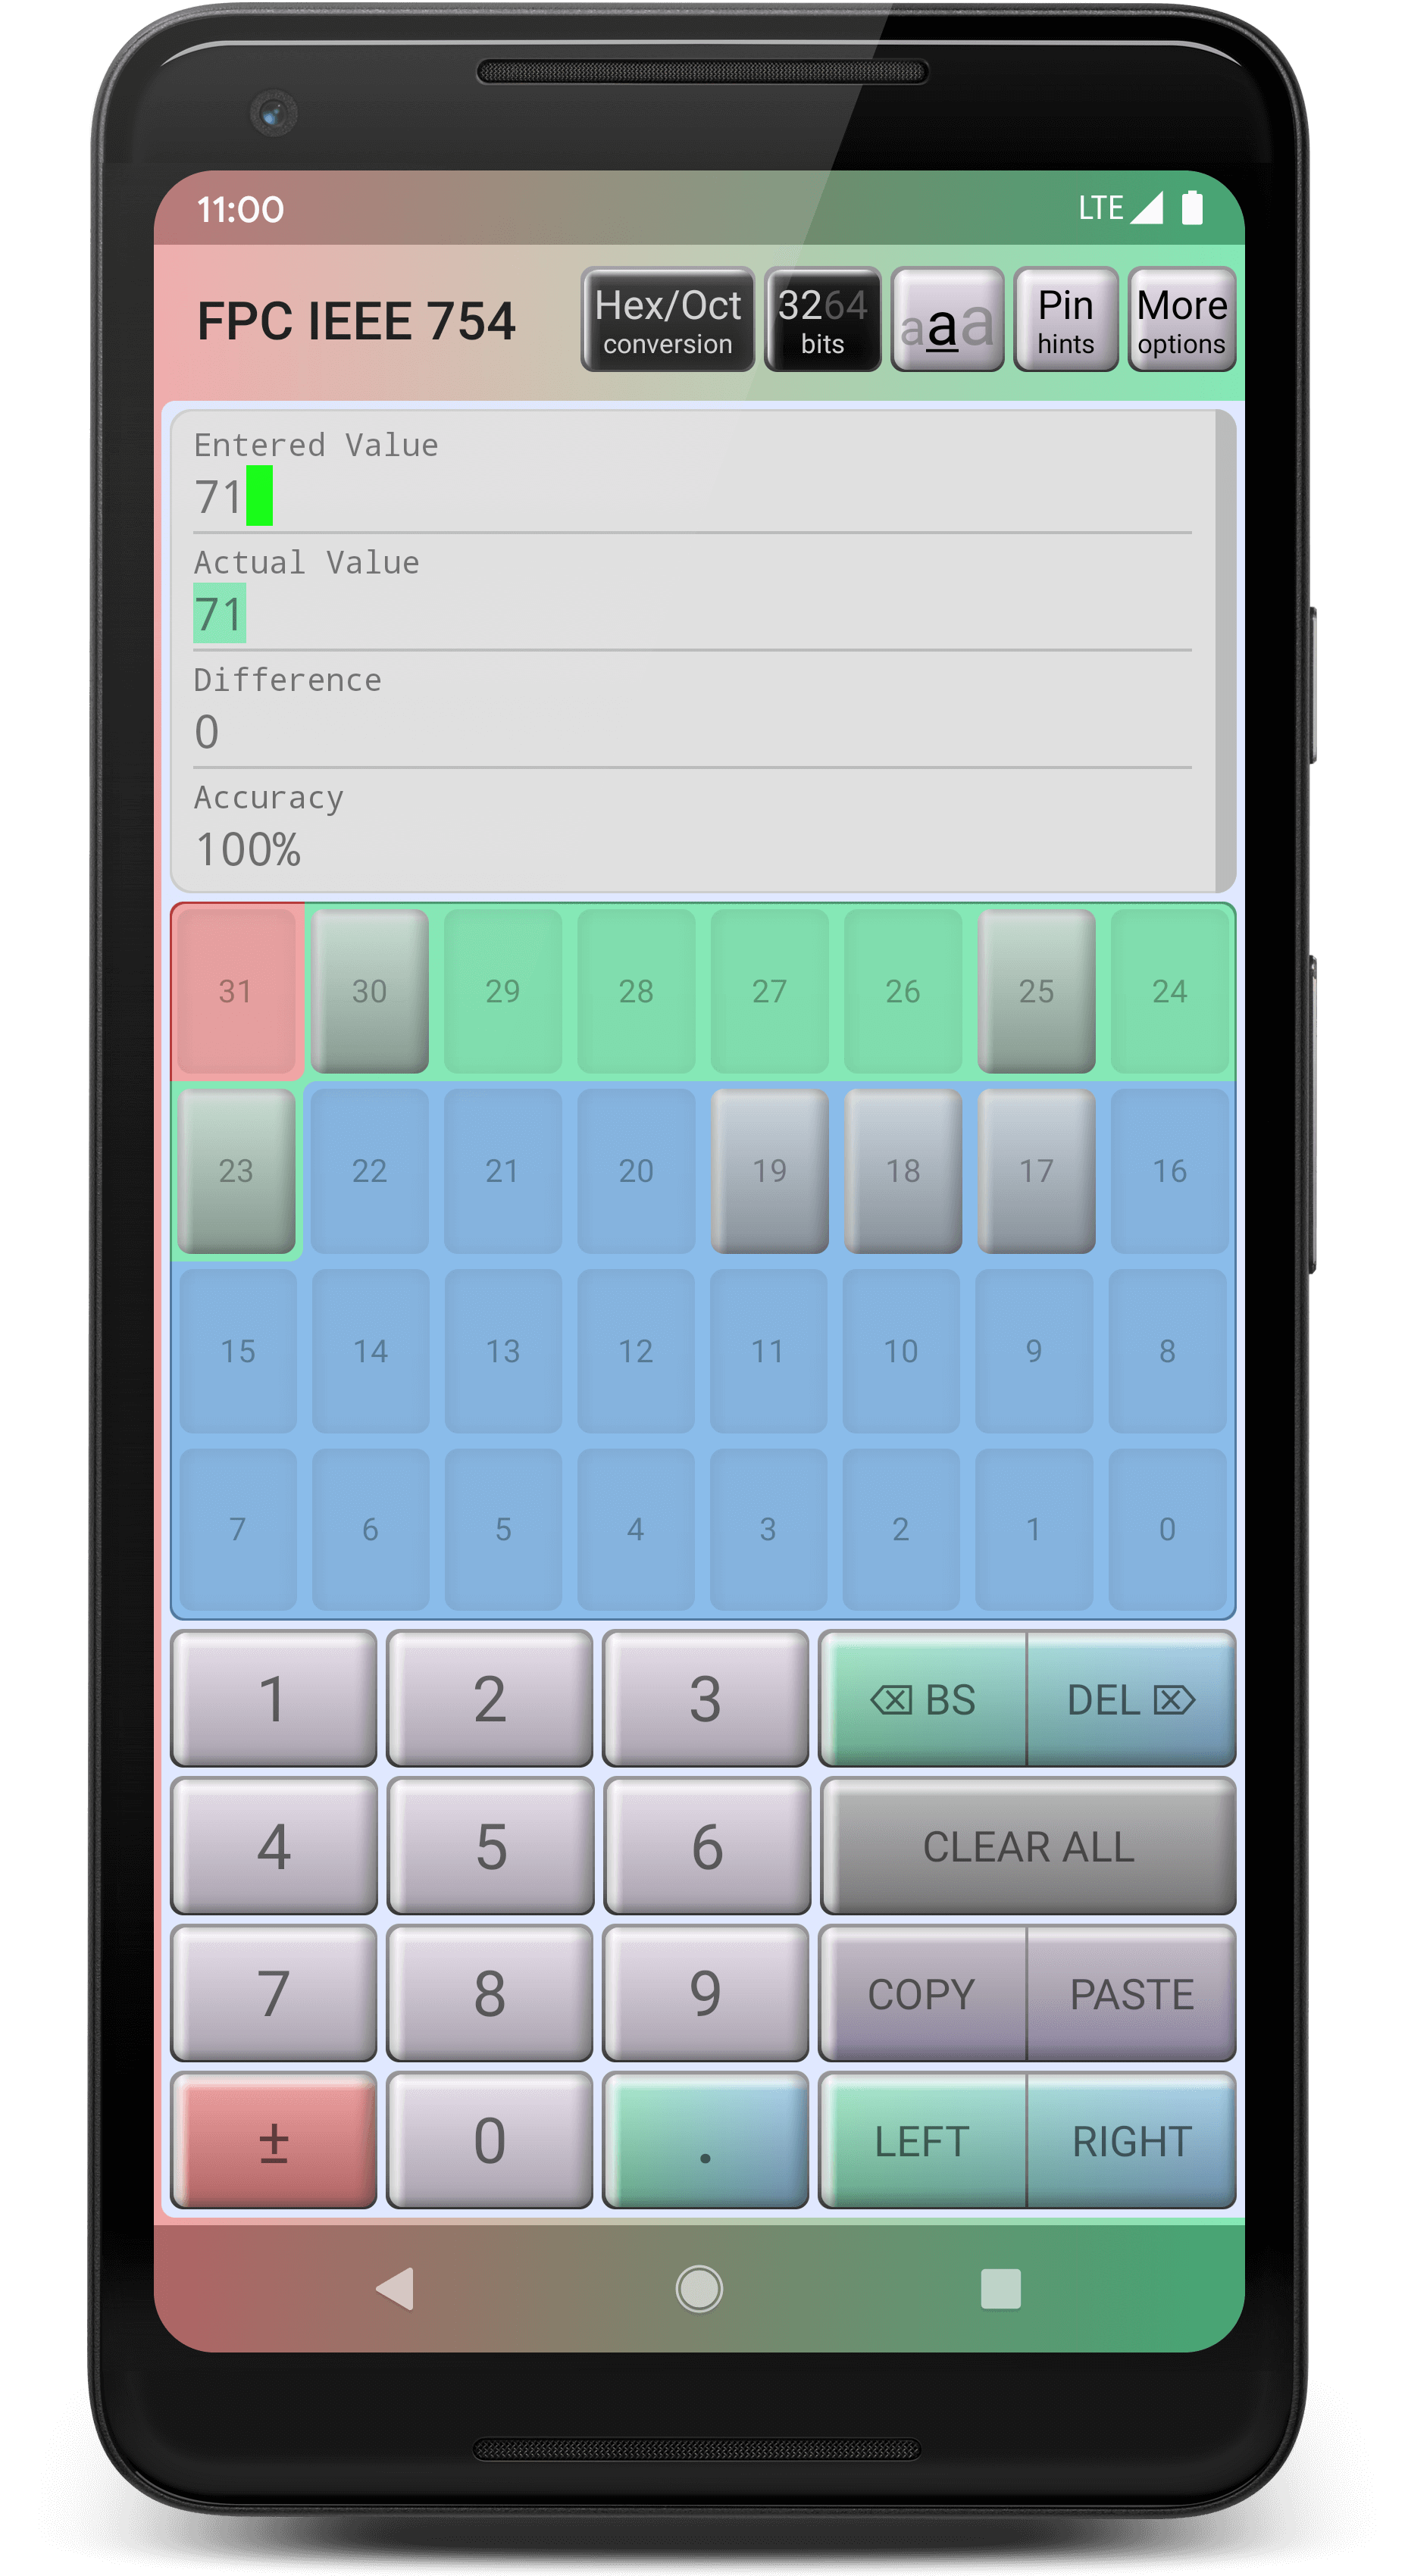 11:00 LTE
FPC IEEE 754 Hex/Oct conversion 3264 bits aaa Pin hints More options
Entered Value
71
Actual Value
71
Difference
0
Accuracy
100%
31 30 29 28 27 26 25 24
23 22 21 20 19 18 17 16
15 14 13 12 11 10 9 8
7 6 5 4 3 2 1 0
1 2 3 BS DEL
4 5 6 CLEAR ALL
7 8 9 COPY PASTE
± 0 . LEFT RIGHT